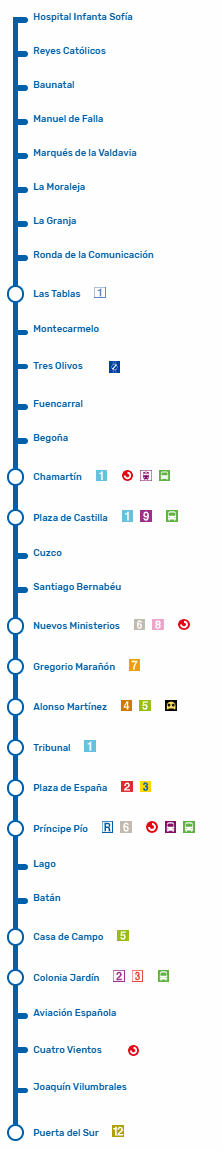 Hospital Infanta Sofía
Reyes Católicos
Baunatal
Manuel de Falla
Marqués de la Valdavia
La Moraleja
La Granja
Ronda de la Comunicación
Las Tablas 1
Montecarmelo
Tres Olivos
Fuencarral
Begoña
Chamartín 1
Plaza de Castilla 1 9
Cuzco
Santiago Bernabéu
Nuevos Ministerios 6 8
Gregorio Marañón 7
Alonso Martínez 4 5
Tribunal 1
Plaza de España 2 3
Príncipe Pío R 6
Lago
Batán
Casa de Campo 5
Colonia Jardín 2 3
Aviación Española
Cuatro Vientos
Joaquín Vilumbrales
Puerta del Sur 12